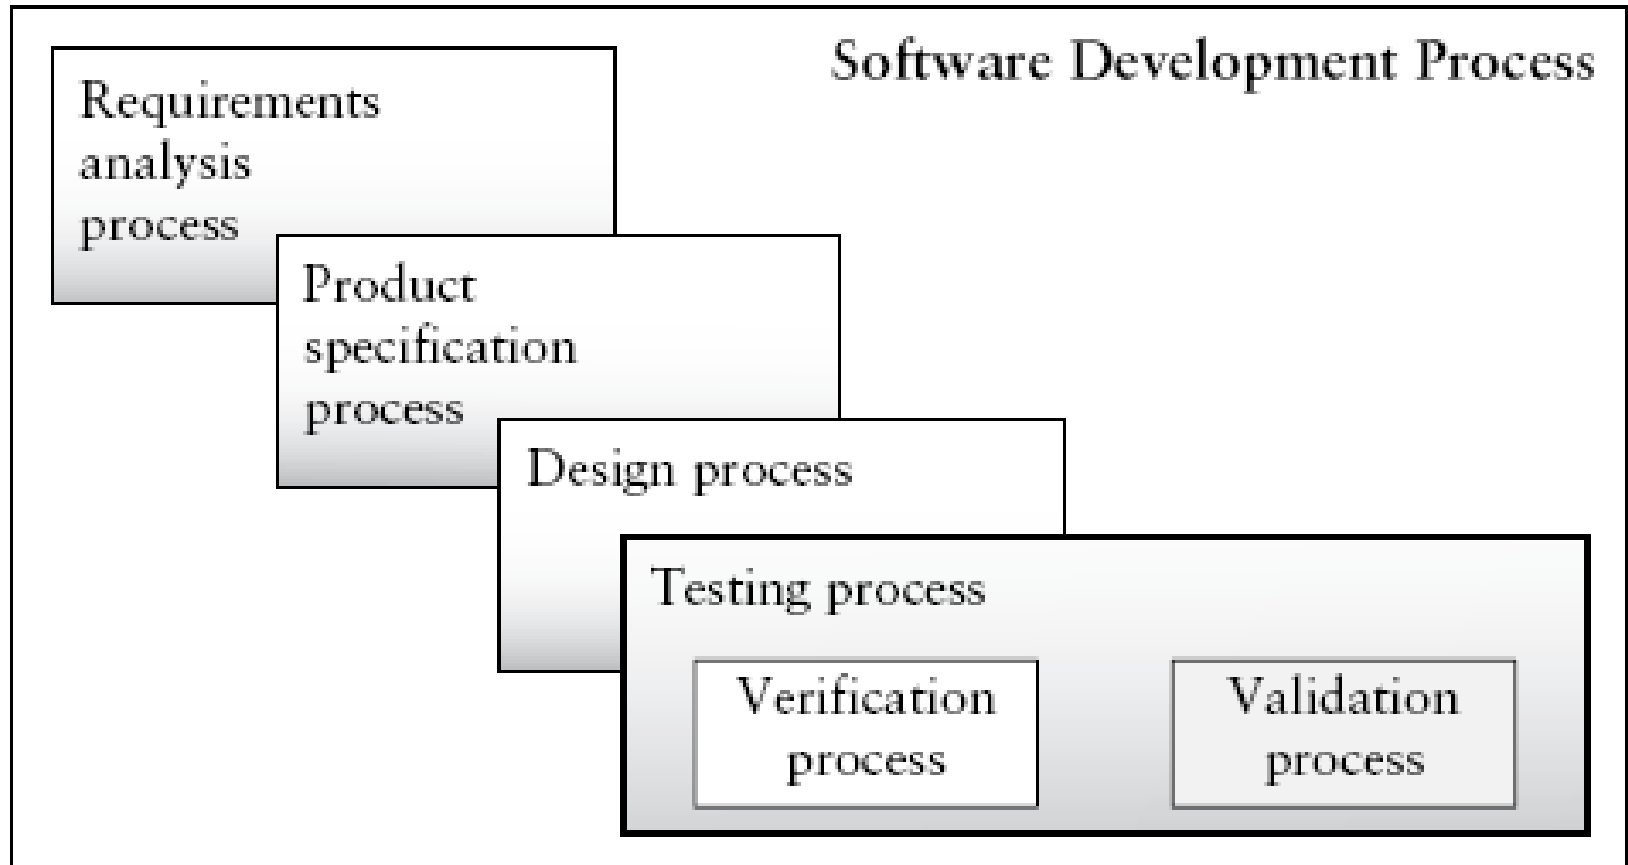 Software Development Process
Requirements
analysis
process
Product
specification
process
Design process
Testing process
Verification
process
Validation
process